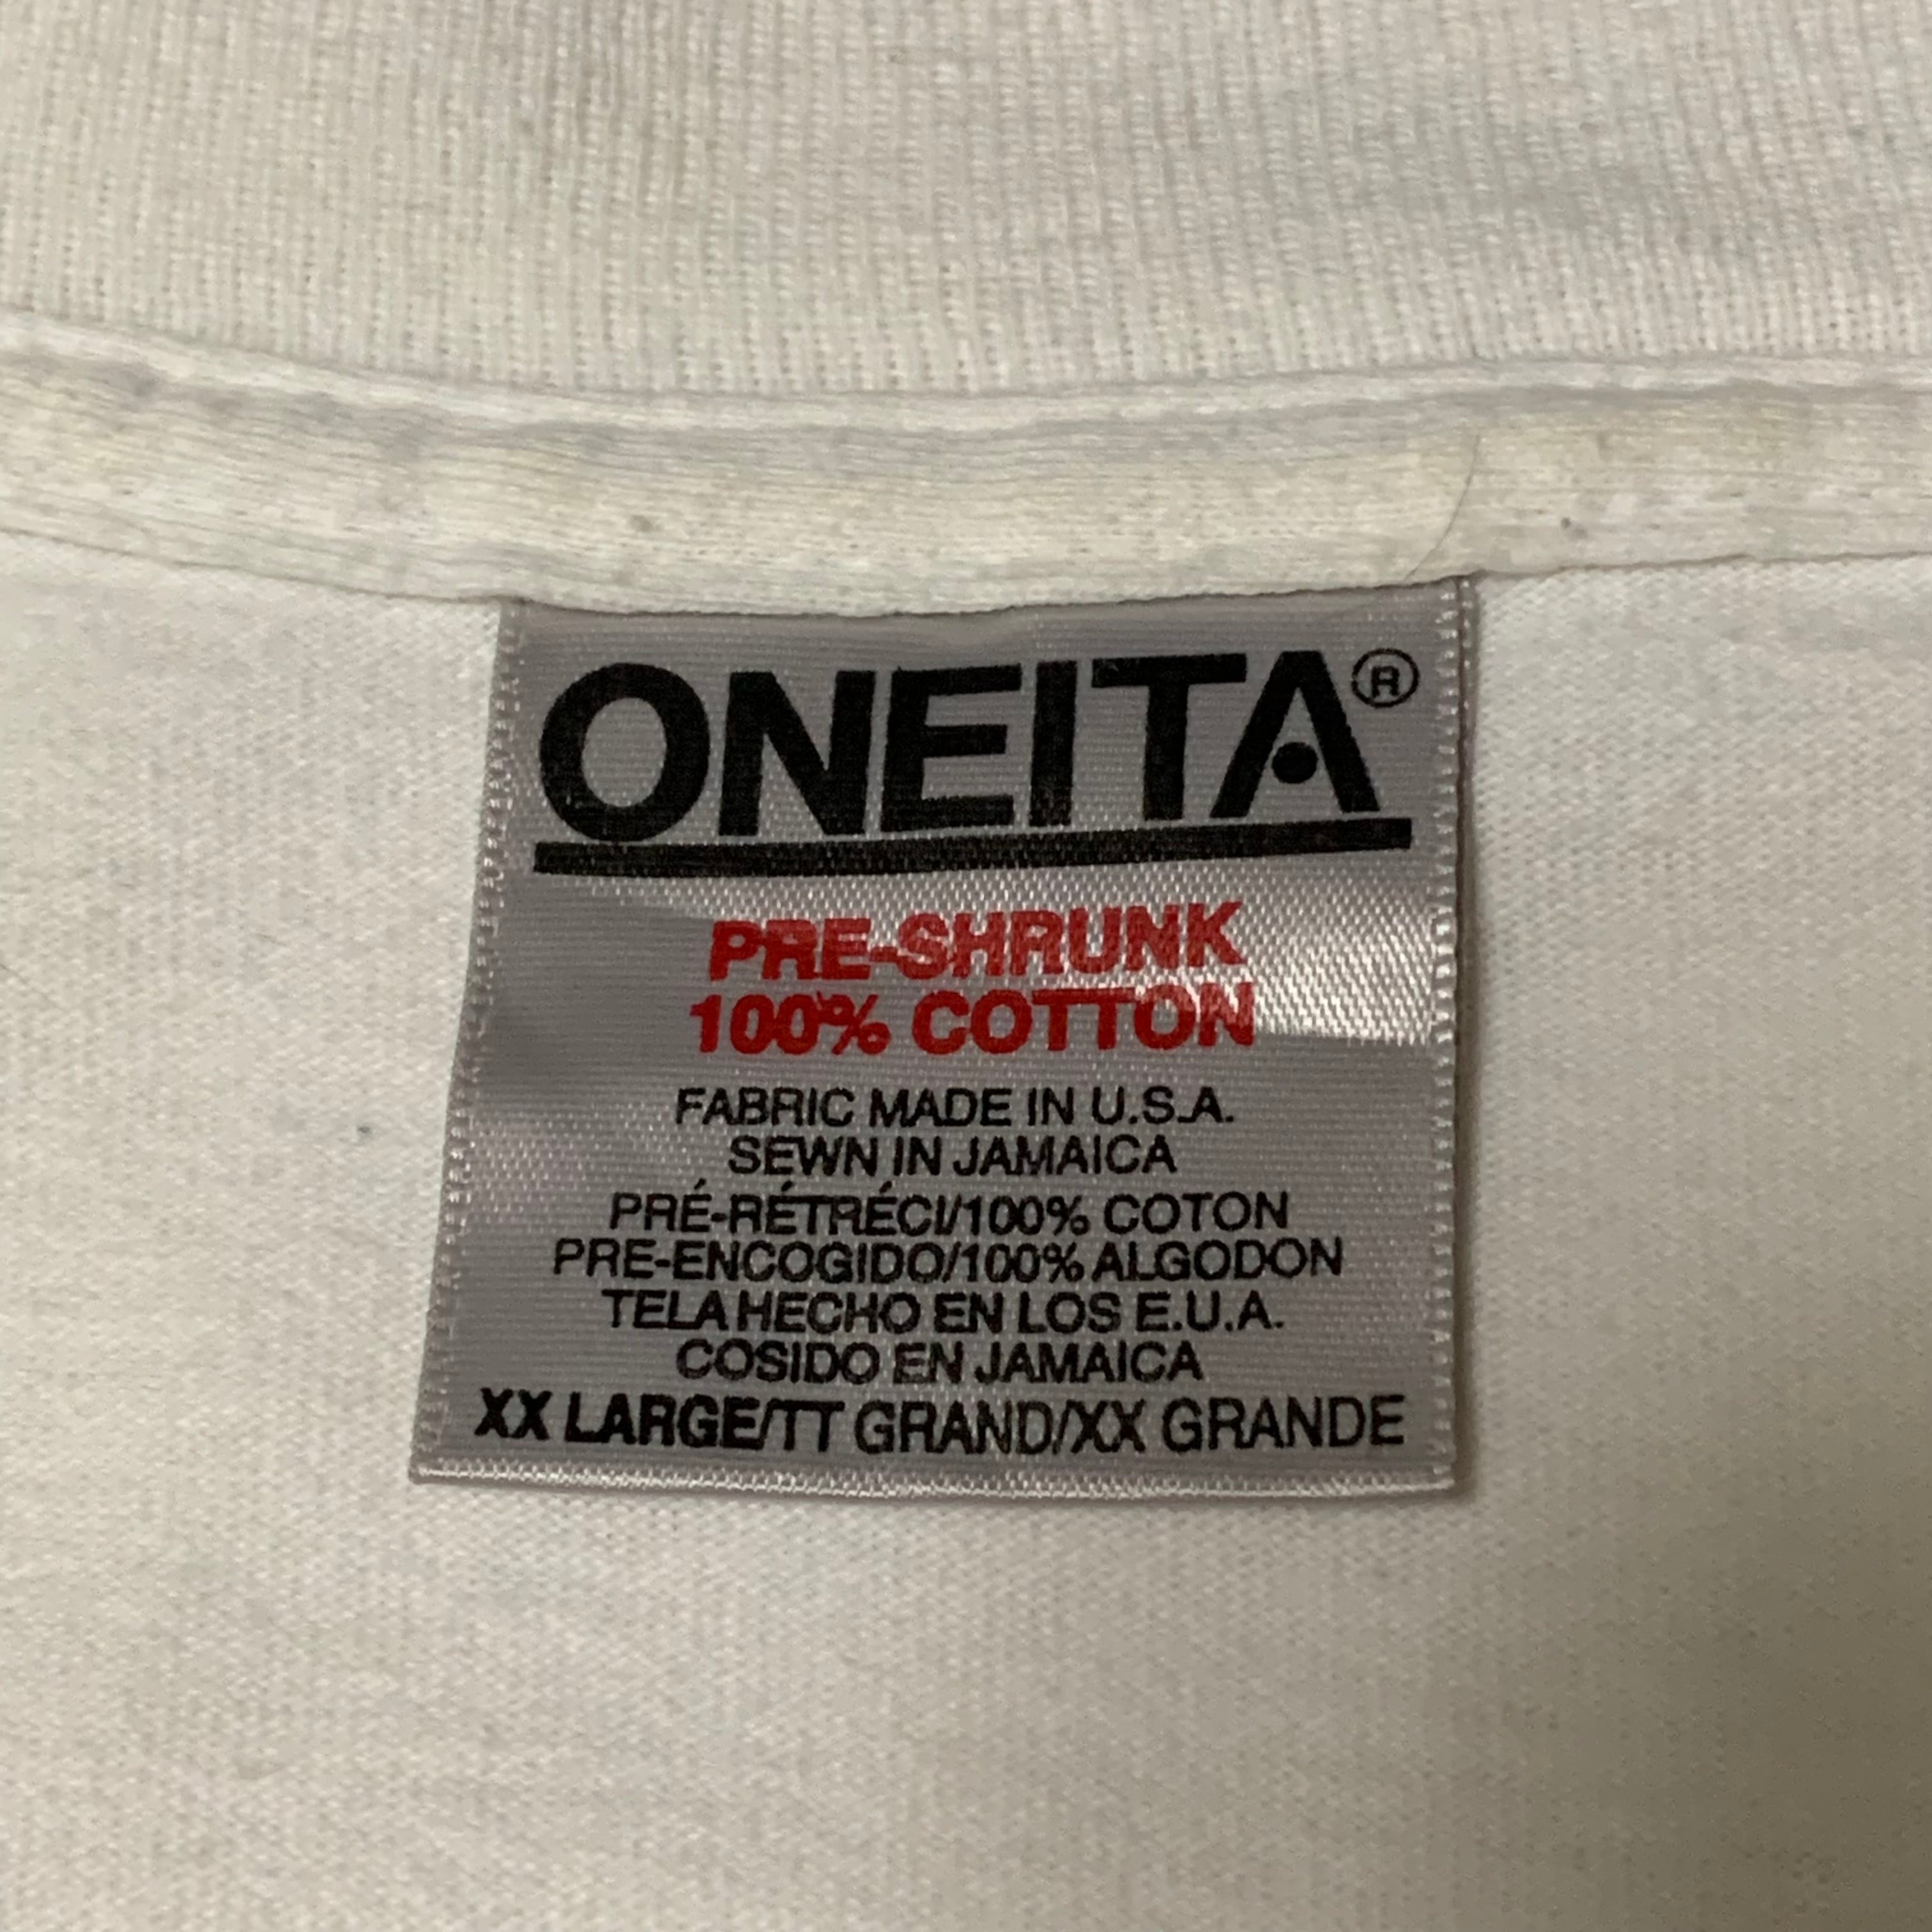 ONEITA®
PRE-SHRUNK
100% COTTON
FABRIC MADE IN U.S.A.
SEWN IN JAMAICA
PRÉ-RÉTRÉCI/100% COTON
PRE-ENCOGIDO/100% ALGODON
TELA HECHO EN LOS E.U.A.
COSIDO EN JAMAICA
XX LARGE/TT GRAND/XX GRANDE